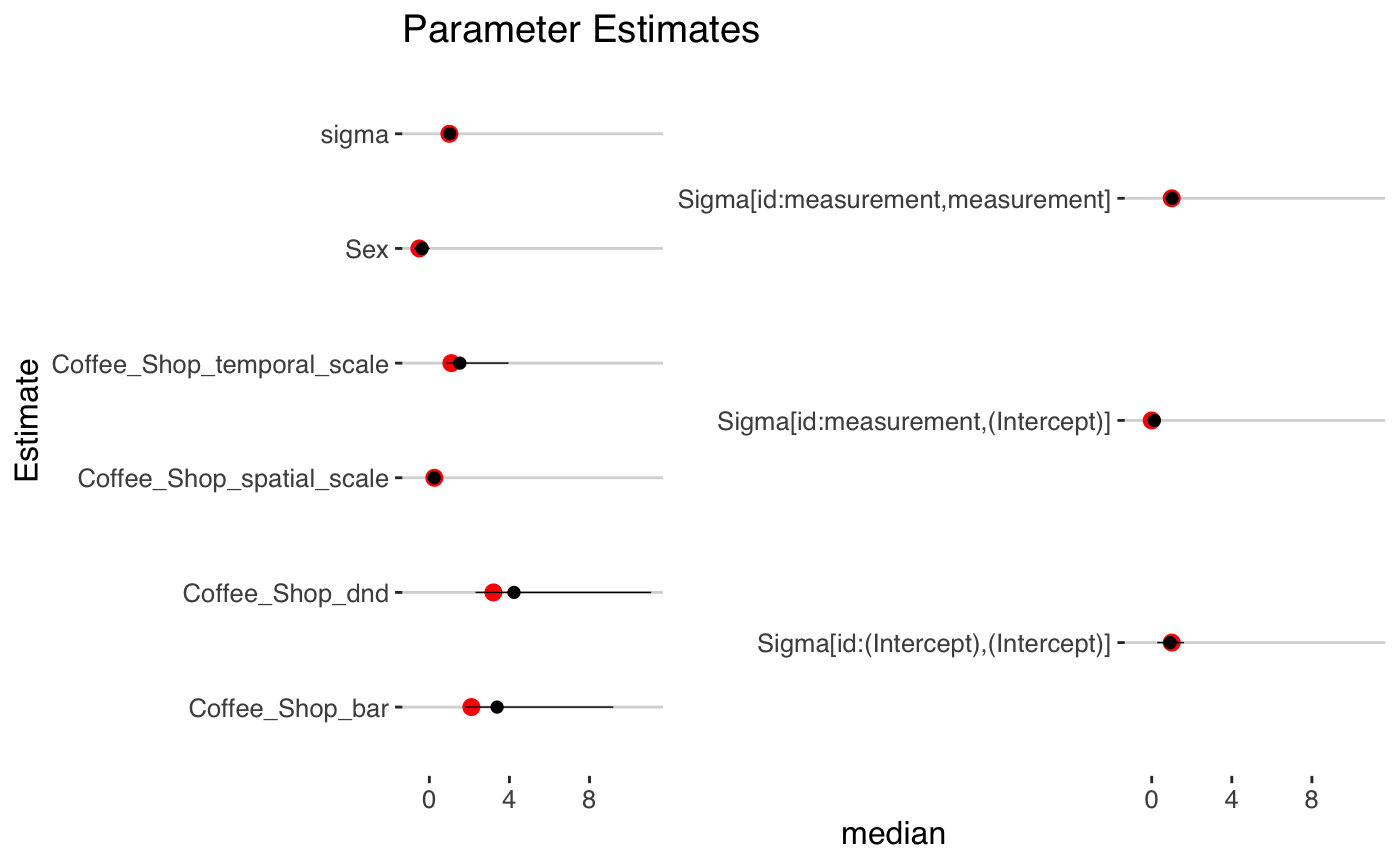 Parameter Estimates
Estimate
sigma
Sex
Coffee_Shop_temporal_scale
Coffee_Shop_spatial_scale
Coffee_Shop_dnd
Coffee_Shop_bar
0 4 8
Sigma[id:measurement,measurement]
Sigma[id:measurement,(Intercept)]
Sigma[id:(Intercept),(Intercept)]
0 4 8
median